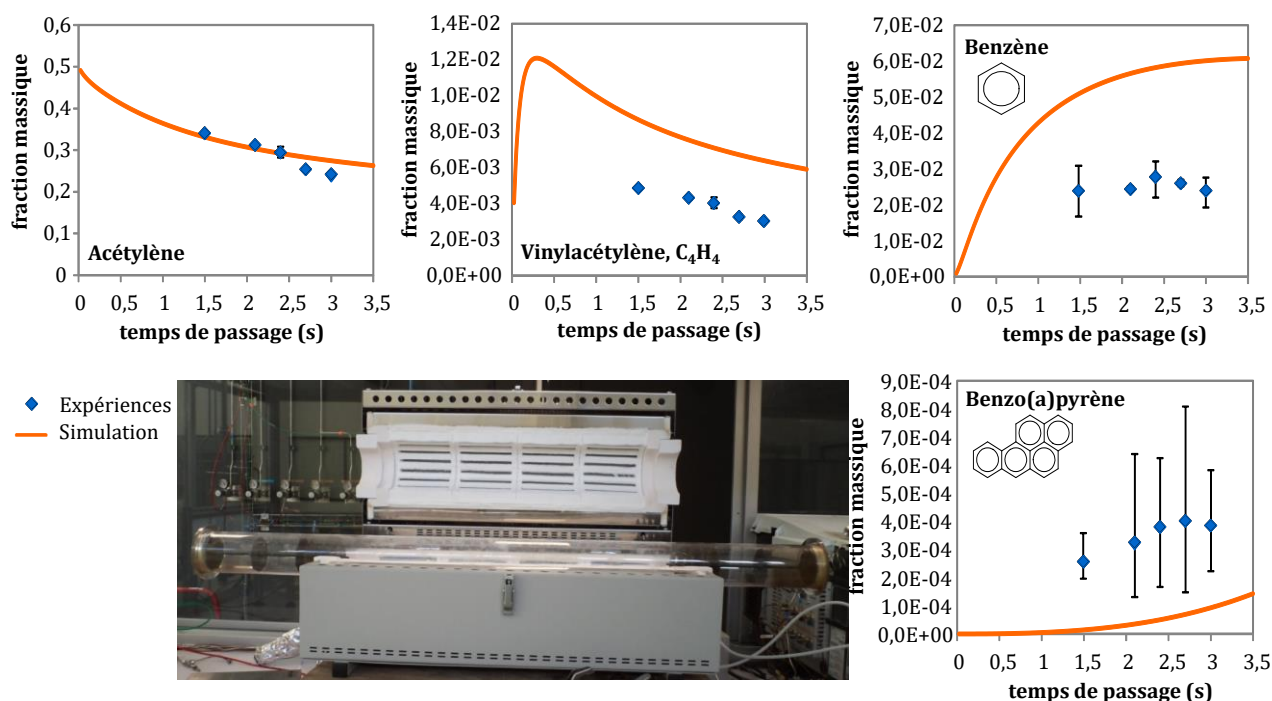 0,6
0,5
0,4
0,3
0,2
0,1
0
fraction massique
Acétylène
0 0,5 1 1,5 2 2,5 3 3,5
temps de passage (s)
1,4E-02
1,2E-02
1,0E-02
8,0E-03
6,0E-03
4,0E-03
2,0E-03
0,0E+00
fraction massique
Vinylacétylène, C₄H₄
0 0,5 1 1,5 2 2,5 3 3,5
temps de passage (s)
7,0E-02
6,0E-02
5,0E-02
4,0E-02
3,0E-02
2,0E-02
1,0E-02
0,0E+00
fraction massique
Benzène
0 0,5 1 1,5 2 2,5 3 3,5
temps de passage (s)
Expériences
Simulation
9,0E-04
8,0E-04
7,0E-04
6,0E-04
5,0E-04
4,0E-04
3,0E-04
2,0E-04
1,0E-04
0,0E+00
fraction massique
Benzo(a)pyrène
0 0,5 1 1,5 2 2,5 3 3,5
temps de passage (s)